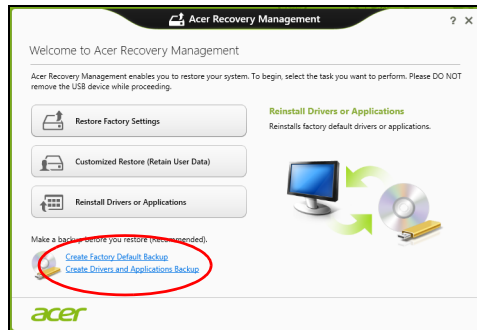 Acer Recovery Management
? ×
Welcome to Acer Recovery Management
Acer Recovery Management enables you to restore your system. To begin, select the task you want to perform. Please DO NOT
remove the USB device while proceeding.
Restore Factory Settings
Customized Restore (Retain User Data)
Reinstall Drivers or Applications
Reinstall Drivers or Applications
Reinstalls factory default drivers or applications.
Make a backup before you restore (Recommended).
Create Factory Default Backup
Create Drivers and Applications Backup
acer